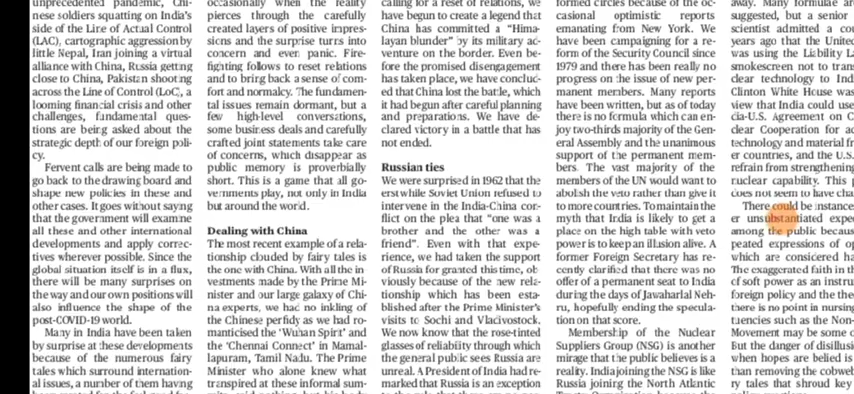 unprecedented pandemic, Chi-
nese soldiers squatting on India's
side of the Line of Actual Control
(LAC), cartographic aggression by
little Nepal, Iran joining a virtual
alliance with China, Russia getting
close to China, Pakistan shooting
across the Line of Control (LoC), a
looming financial crisis and other
challenges, fundamental ques-
tions are being asked about the
strategic depth of our foreign poli-
cy.
Fervent calls are being made to
go back to the drawing board and
shape new policies in these and
other cases. It goes without saying
that the government will examine
all these and other international
developments and apply correc-
tives wherever possible. Since the
global situation itself is in a flux,
there will be many surprises on
the way and our own positions will
also influence the shape of the
post-COVID-19 world.
Many in India have been taken
by surprise at these developments
because of the numerous fairy
tales which surround internation-
al issues, a number of them having
occasionally when the reality
pierces through the carefully
created layers of positive impres-
sions and the surprise turns into
concern and even panic. Fire-
fighting follows to reset relations
and to bring back a sense of com-
fort and normalcy. The fundamen-
tal issues remain dormant, but a
few high-level conversations,
some business deals and carefully
crafted joint statements take care
of concerns, which disappear as
public memory is proverbially
short. This is a game that all go-
vernments play, not only in India
but around the world.
Dealing with China
The most recent example of a rela-
tionship clouded by fairy tales is
the one with China. With all the in-
vestments made by the Prime Mi-
nister and our large galaxy of Chi-
na experts, we had no inkling of
the Chinese perfidy as we had ro-
manticised the 'Wuhan Spirit' and
the 'Chennai Connect' in Mamal-
lapuram, Tamil Nadu. The Prime
Minister who alone knew what
transpired at these informal sum-
calling for a reset of relations, we
have begun to create a legend that
China has committed a "Hima-
layan blunder" by its military ad-
venture on the border. Even be-
fore the promised disengagement
has taken place, we have conclud-
ed that China lost the battle, which
it had begun after careful planning
and preparations. We have de-
clared victory in a battle that has
not ended.
Russian ties
We were surprised in 1962 that the
erstwhile Soviet Union refused to
intervene in the India-China con-
flict on the plea that "one was a
brother and the other was a
friend". Even with that expe-
rience, we had taken the support
of Russia for granted this time, ob-
viously because of the new rela-
tionship which has been esta-
blished after the Prime Minister's
visits to Sochi and Vladivostock.
We now know that the rose-tinted
glasses of reliability through which
the general public sees Russia are
unreal. A President of India had re-
marked that Russia is an exception
formed circles because of the oc-
casional optimistic reports
emanating from New York. We
have been campaigning for a re-
form of the Security Council since
1979 and there has been really no
progress on the issue of new per-
manent members. Many reports
have been written, but as of today
there is no formula which can en-
joy two-thirds majority of the Gen-
eral Assembly and the unanimous
support of the permanent mem-
bers. The vast majority of the
members of the UN would want to
abolish the veto rather than give it
to more countries. To maintain the
myth that India is likely to get a
place on the high table with veto
power is to keep an illusion alive. A
former Foreign Secretary has re-
cently clarified that there was no
offer of a permanent seat to India
during the days of Jawaharlal Neh-
ru, hopefully ending the specula-
tion on that score.
Membership of the Nuclear
Suppliers Group (NSG) is another
mirage that the public believes is a
reality. India joining the NSG is like
Russia joining the North Atlantic
away. Many formulae ar
suggested, but a senior
scientist admitted a cou
years ago that the Unite
was using the Liability L
smokescreen not to trans
clear technology to Indi
Clinton White House was
view that India could use
dia-U.S. Agreement on C
clear Cooperation for ac
technology and material fr
er countries, and the U.S.
refrain from strengthening
nuclear capability. This p
does not seem to have cha
There could be instance
er unsubstantiated expec
among the public becaus
peated expressions of op
which are considered ha
The exaggerated faith in th
of soft power as an instru
foreign policy and the the
there is no point in nursing
tuencies such as the Non-
Movement may be some o
But the danger of disillusi
when hopes are belied is
than removing the cobweb
ry tales that shroud key